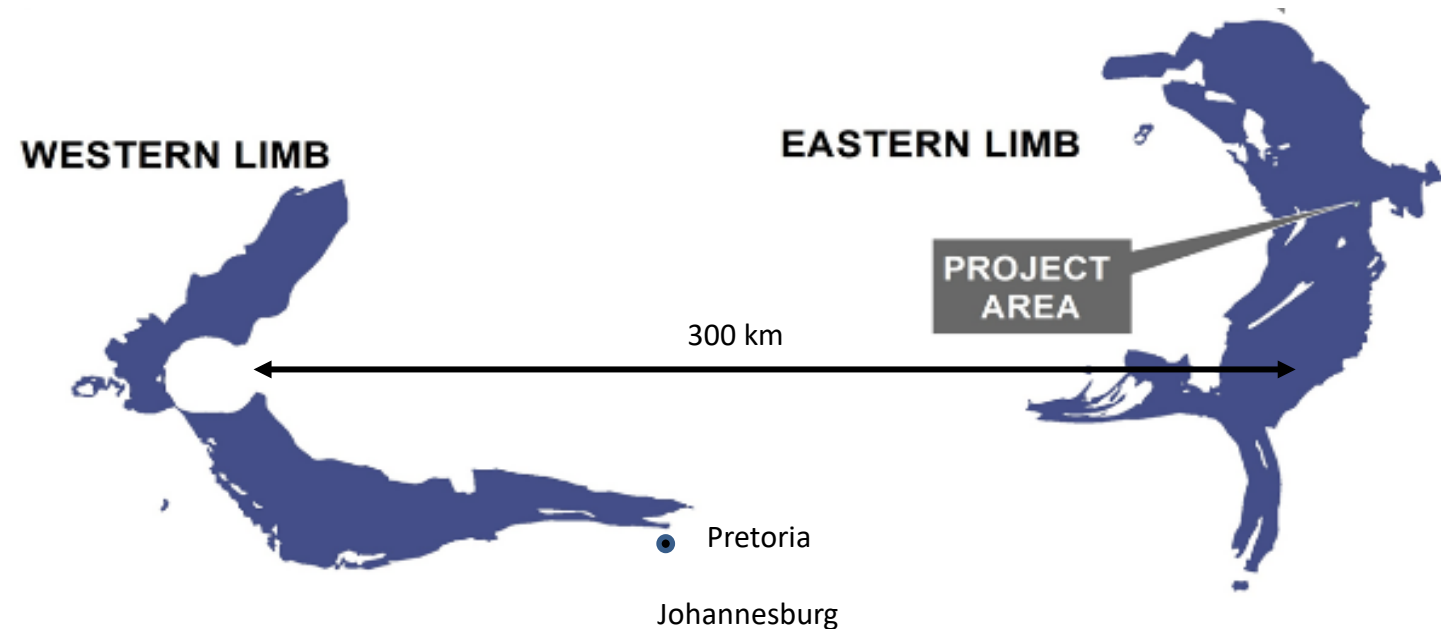 WESTERN LIMB
EASTERN LIMB
PROJECT
AREA
300 km
Pretoria
Johannesburg